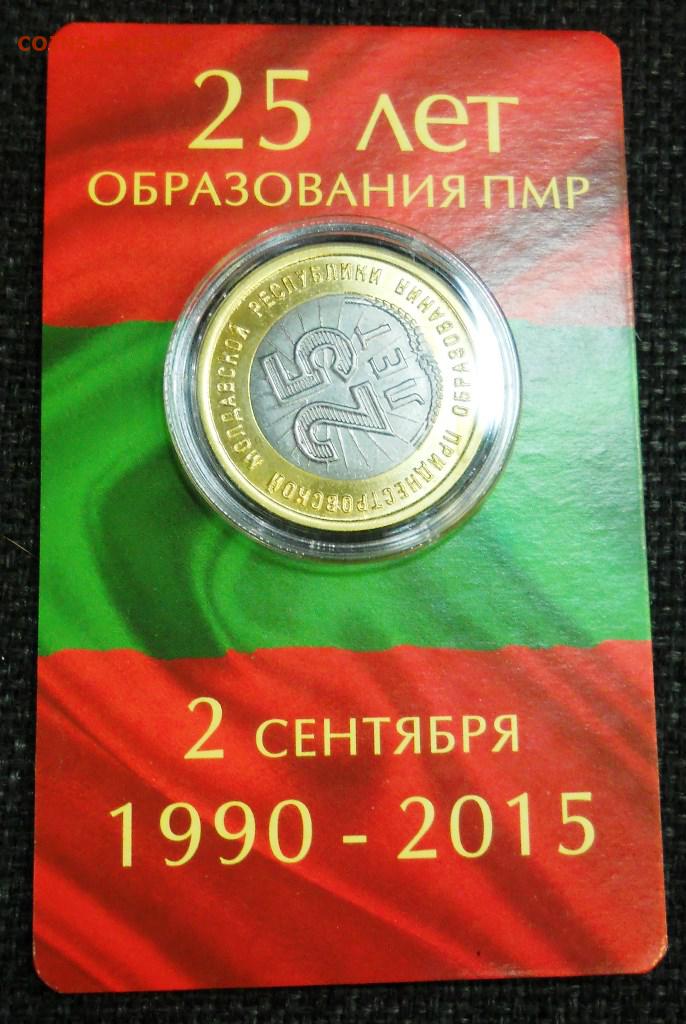 25 лет
ОБРАЗОВАНИЯ ПМР
ОБРАЗОВАНИЯ ПРИДНЕСТРОВСКОЙ МОЛДАВСКОЙ РЕСПУБЛИКИ
25
ЛЕТ
2 СЕНТЯБРЯ
1990 - 2015